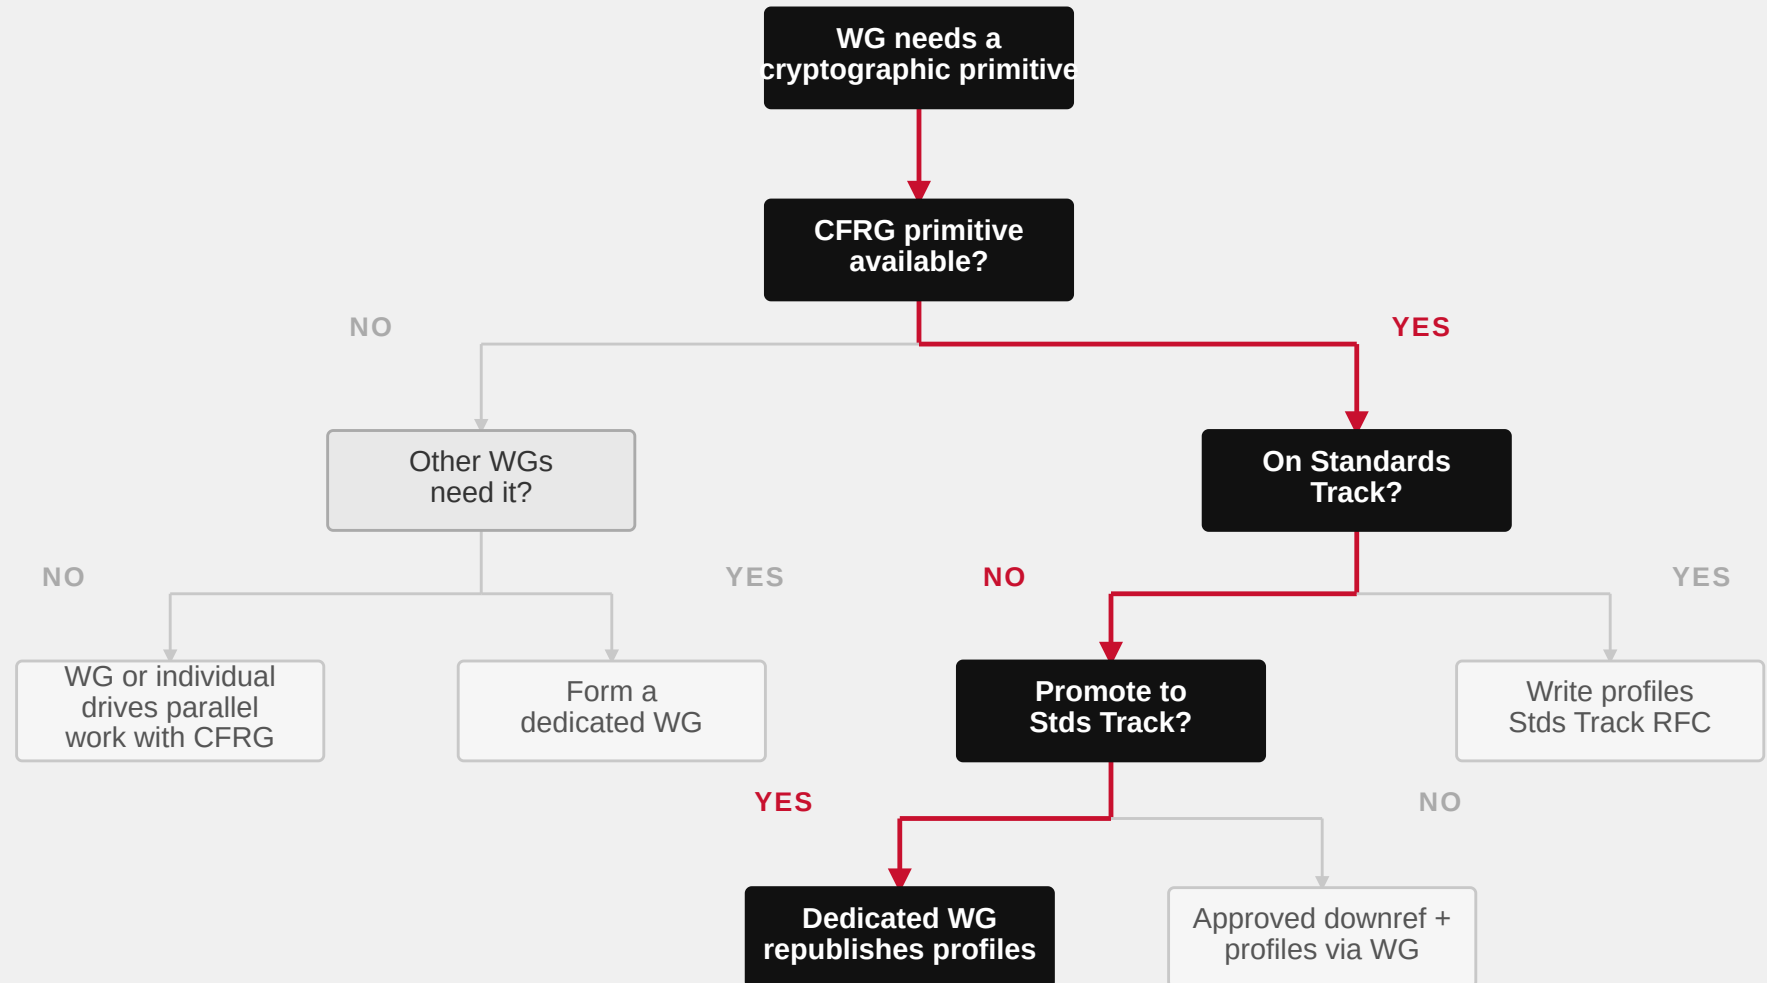 WG needs a
cryptographic primitive
CFRG primitive
available?
NO
YES
Other WGs
need it?
On Standards
Track?
NO
YES
NO
YES
WG or individual
drives parallel
work with CFRG
Form a
dedicated WG
Promote to
Stds Track?
Write profiles
Stds Track RFC
YES
NO
Dedicated WG
republishes profiles
Approved downref +
profiles via WG